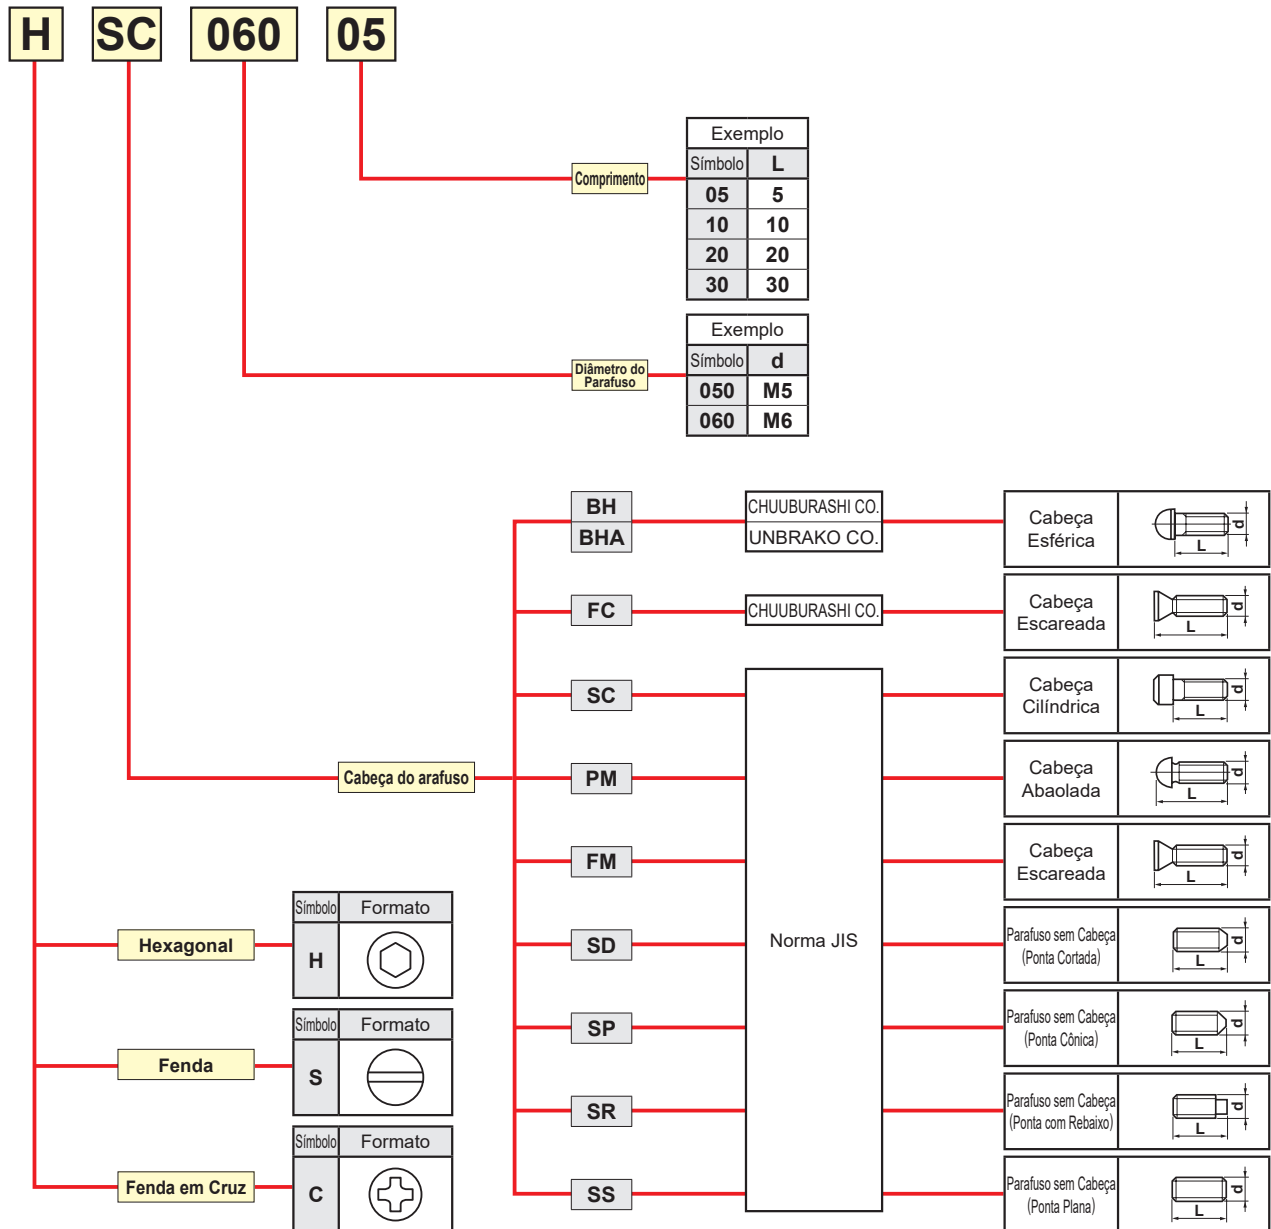 H SC 060 05
Exemplo
Símbolo L
Comprimento
05 5
10 10
20 20
30 30
Exemplo
Símbolo d
Diâmetro do
Parafuso
050 M5
060 M6
BH CHUUBURASHI CO.
BHA UNBRAKO CO.
Cabeça
Esférica
L d
FC CHUUBURASHI CO.
Cabeça
Escareada
L d
SC
Cabeça
Cilíndrica
L d
Cabeça do arafuso
PM
Cabeça
Abaolada
L d
FM
Cabeça
Escareada
L d
Norma JIS
SD
Parafuso sem Cabeça
(Ponta Cortada)
L d
SP
Parafuso sem Cabeça
(Ponta Cônica)
L d
SR
Parafuso sem Cabeça
(Ponta com Rebaixo)
L d
SS
Parafuso sem Cabeça
(Ponta Plana)
L d
Símbolo Formato
Hexagonal
H
Símbolo Formato
Fenda
S
Símbolo Formato
Fenda em Cruz
C